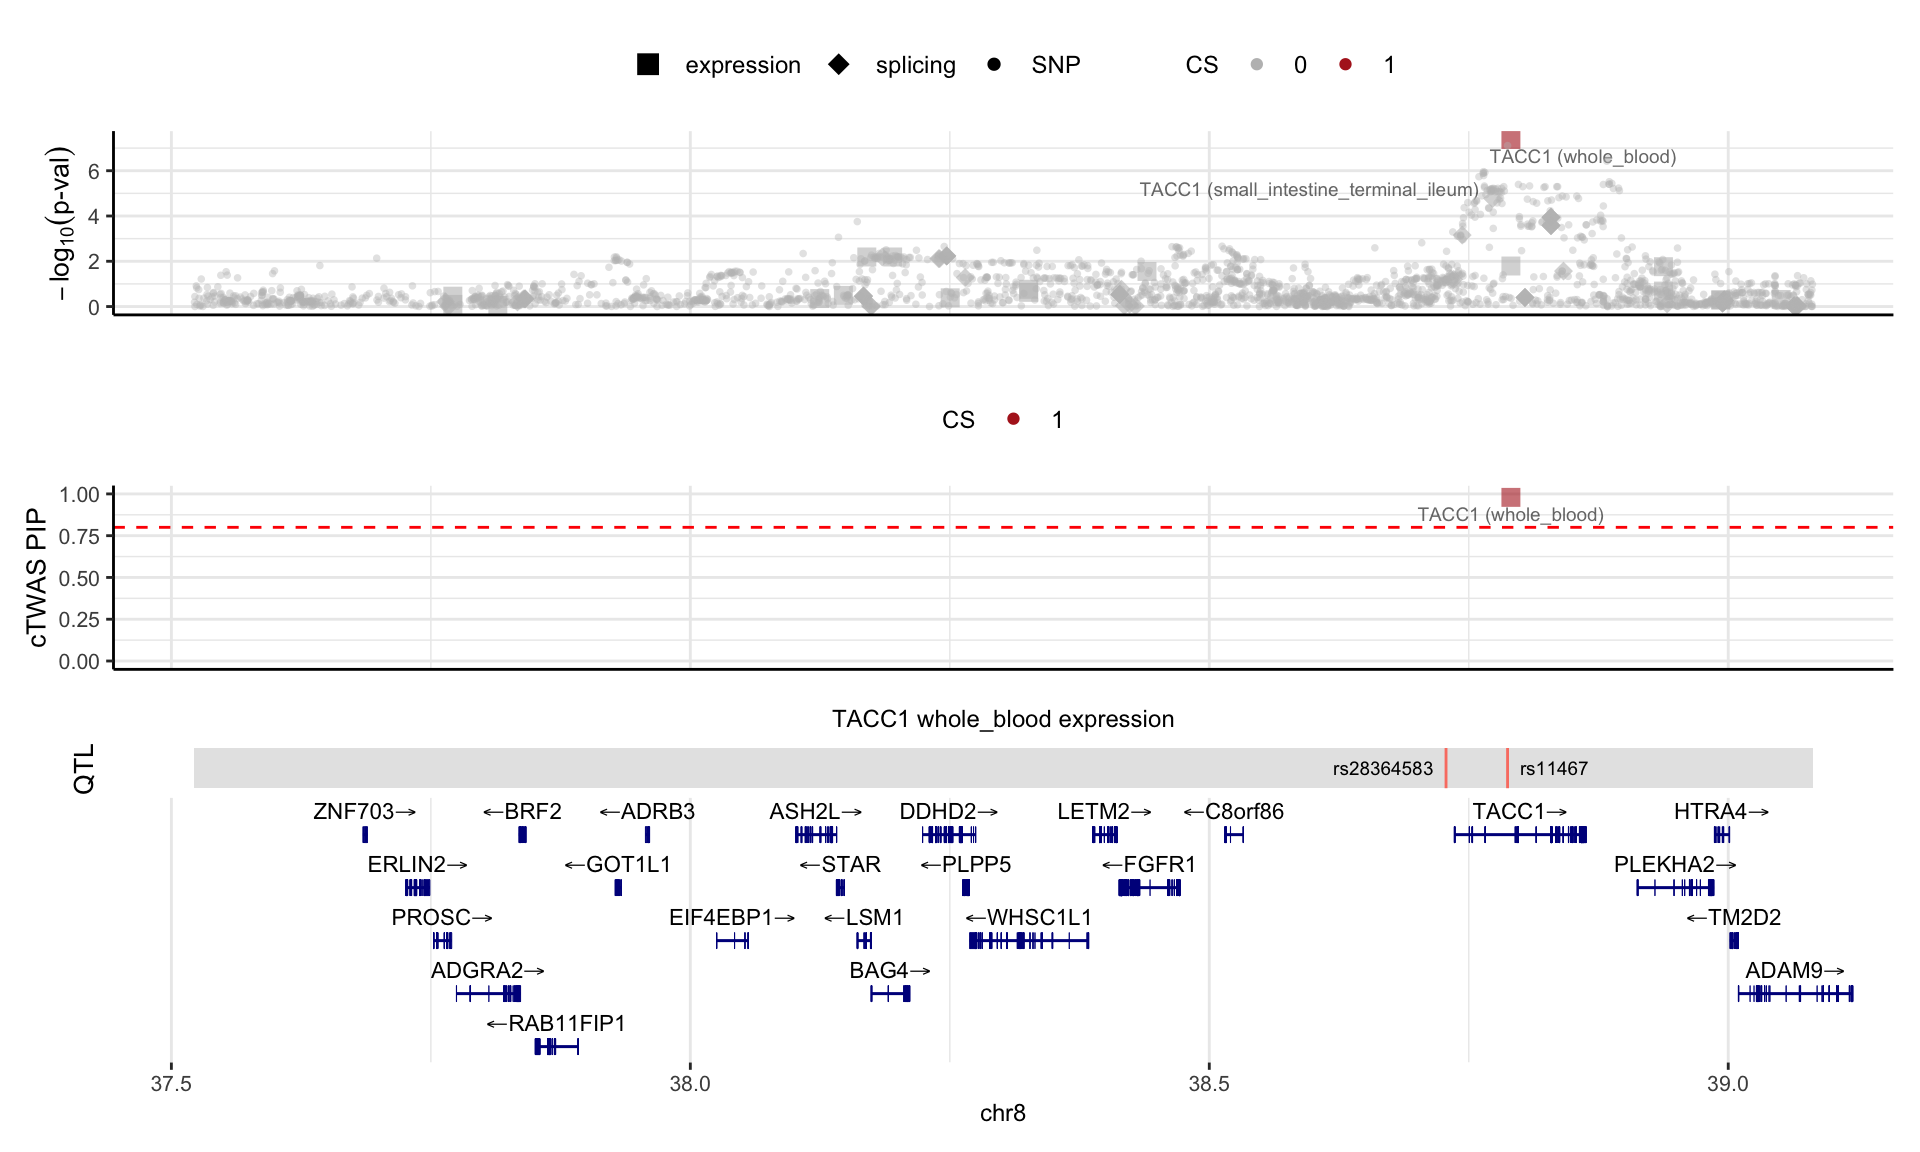 expression splicing SNP CS 0 1
−log10(p-val)
6
4
2
0
TACC1 (whole_blood)
TACC1 (small_intestine_terminal_ileum)
CS 1
cTWAS PIP
1.00
0.75
0.50
0.25
0.00
TACC1 (whole_blood)
TACC1 whole_blood expression
QTL
rs28364583 rs11467
ZNF703→ ←BRF2 ←ADRB3 ASH2L→ DDHD2→ LETM2→ ←C8orf86 TACC1→ HTRA4→
ERLIN2→ ←GOT1L1 ←STAR ←PLPP5 ←FGFR1 PLEKHA2→
PROSC→ EIF4EBP1→ ←LSM1 ←WHSC1L1 ←TM2D2
ADGRA2→ BAG4→ ADAM9→
←RAB11FIP1
37.5 38.0 38.5 39.0
chr8